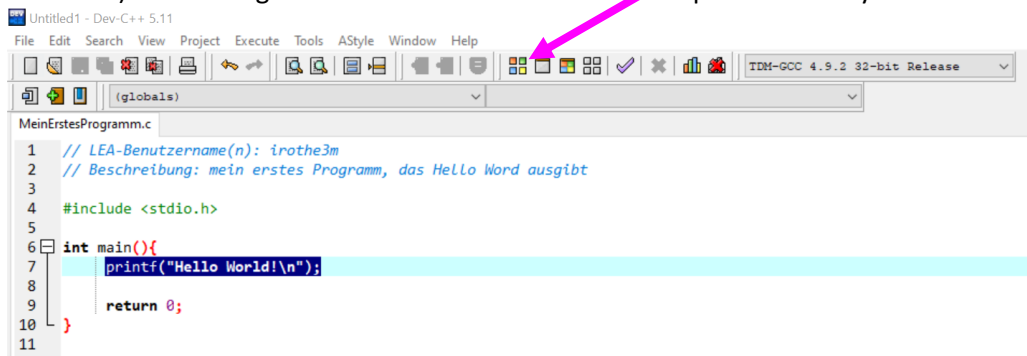 Untitled1 - Dev-C++ 5.11
File Edit Search View Project Execute Tools AStyle Window Help
TDM-GCC 4.9.2 32-bit Release
(globals)
MeinErstesProgramm.c
1 // LEA-Benutzername(n): irothe3m
2 // Beschreibung: mein erstes Programm, das Hello Word ausgibt
3
4 #include <stdio.h>
5
6 int main(){
7 printf("Hello World!\n");
8
9 return 0;
10 }
11